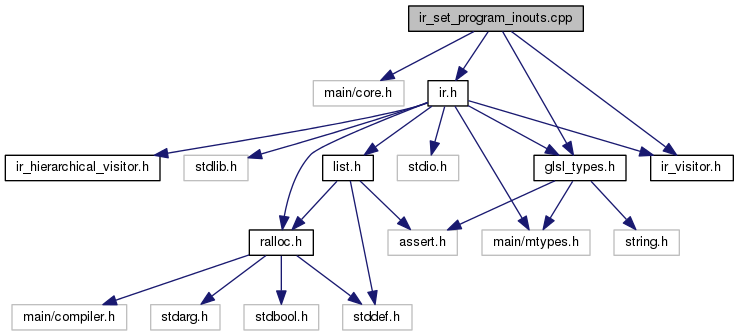 ir_set_program_inouts.cpp
main/core.h
ir.h
ir_hierarchical_visitor.h
stdlib.h
list.h
stdio.h
glsl_types.h
ir_visitor.h
ralloc.h
assert.h
main/mtypes.h
string.h
main/compiler.h
stdarg.h
stdbool.h
stddef.h